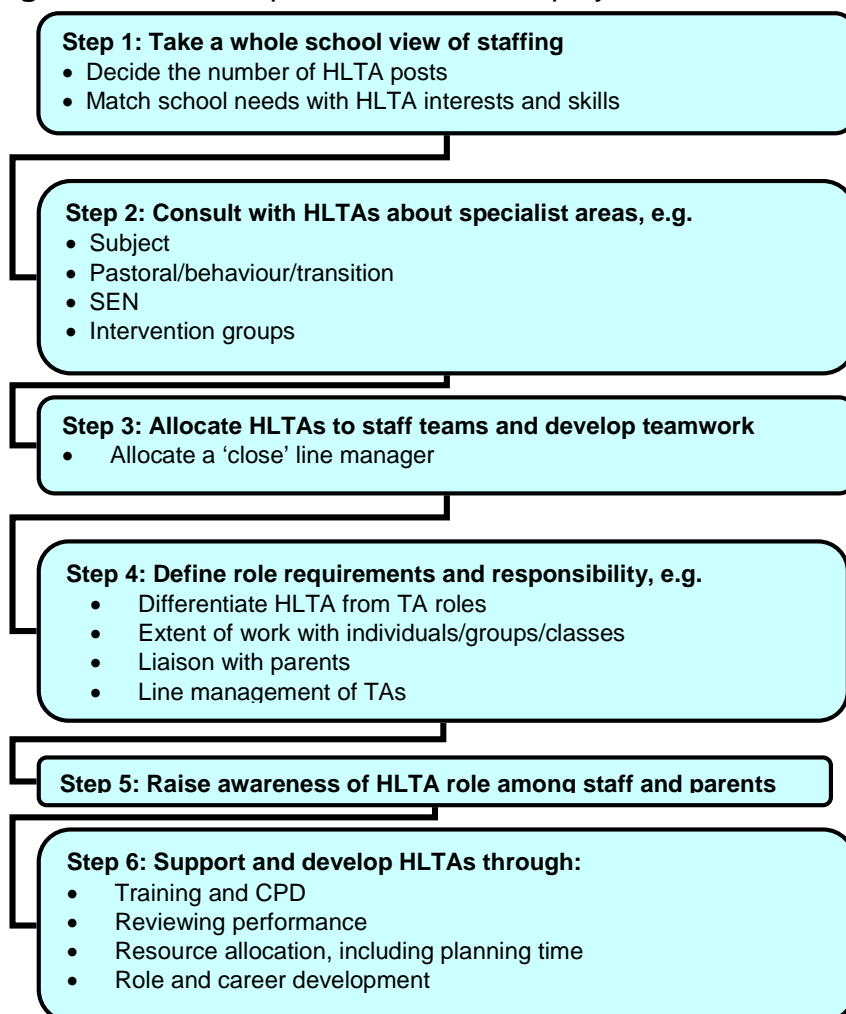 Step 1: Take a whole school view of staffing
• Decide the number of HLTA posts
• Match school needs with HLTA interests and skills
Step 2: Consult with HLTAs about specialist areas, e.g.
• Subject
• Pastoral/behaviour/transition
• SEN
• Intervention groups
Step 3: Allocate HLTAs to staff teams and develop teamwork
• Allocate a ‘close’ line manager
Step 4: Define role requirements and responsibility, e.g.
• Differentiate HLTA from TA roles
• Extent of work with individuals/groups/classes
• Liaison with parents
• Line management of TAs
Step 5: Raise awareness of HLTA role among staff and parents
Step 6: Support and develop HLTAs through:
• Training and CPD
• Reviewing performance
• Resource allocation, including planning time
• Role and career development